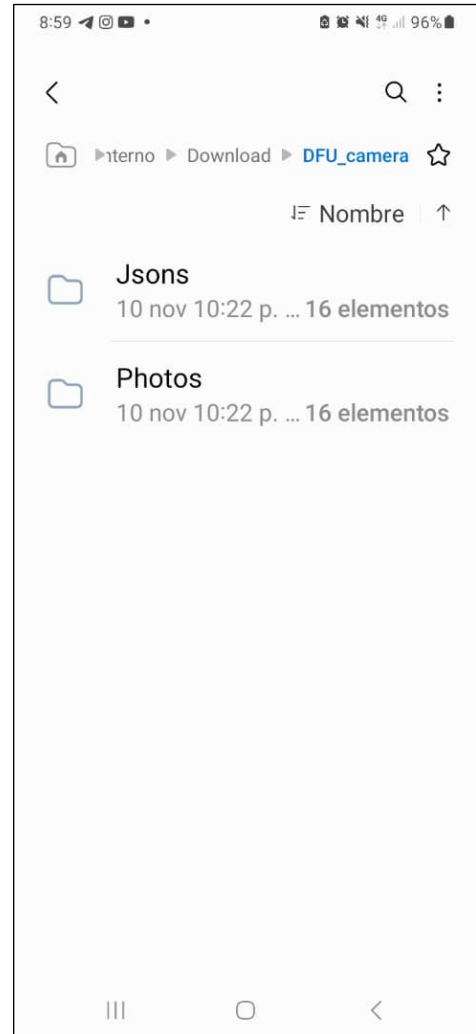 8:59 96%
nterno Download DFU_camera
Nombre
Jsons
10 nov 10:22 p. ... 16 elementos
Photos
10 nov 10:22 p. ... 16 elementos